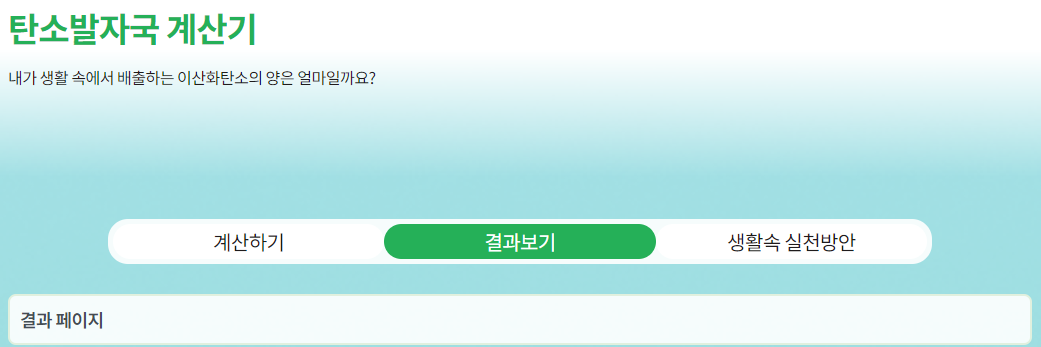 탄소발자국 계산기
내가 생활 속에서 배출하는 이산화탄소의 양은 얼마일까요?
계산하기 결과보기 생활속 실천방안
결과 페이지